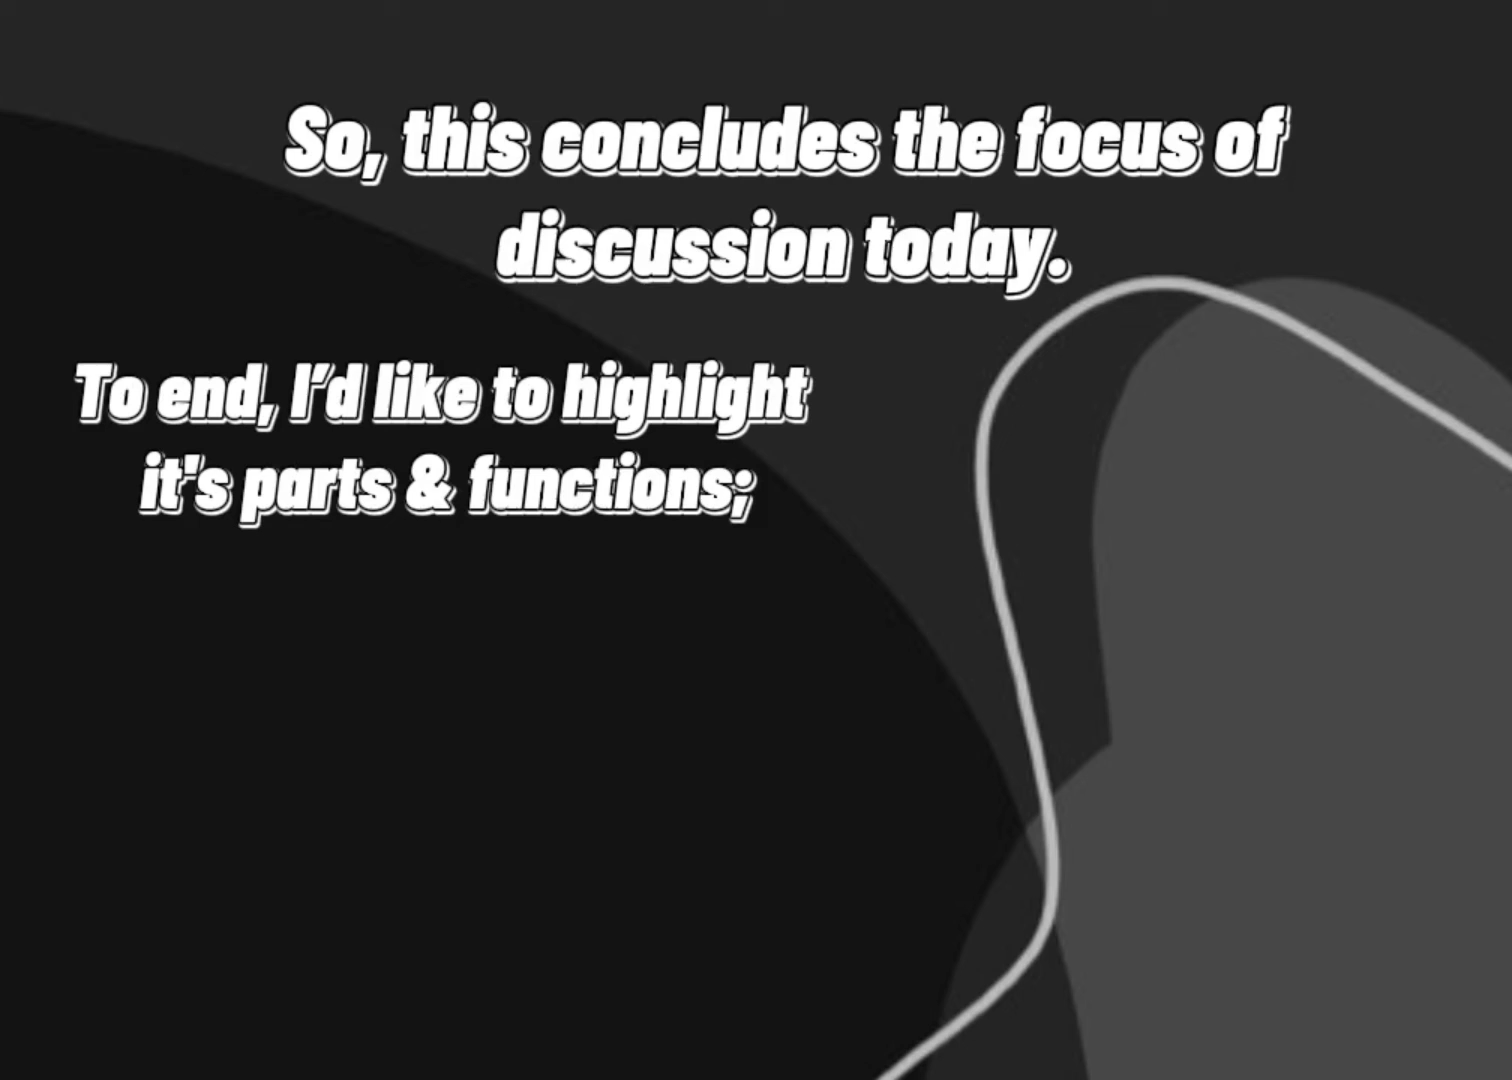 So, this concludes the focus of
discussion today.
To end, I’d like to highlight
it's parts & functions;